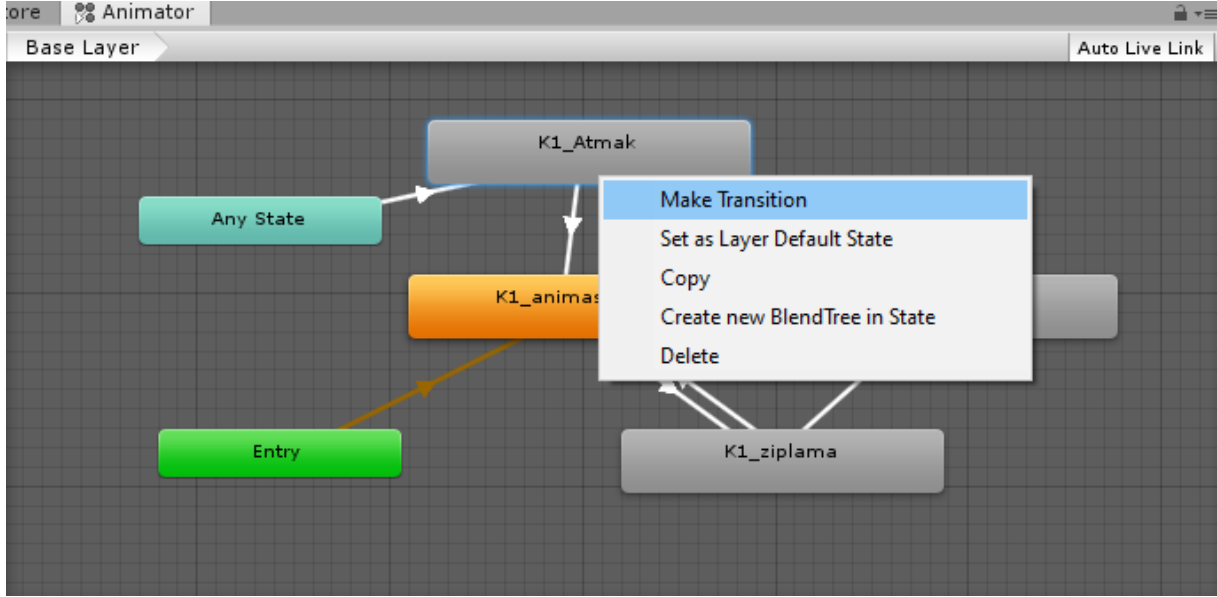 ore Animator
Base Layer Auto Live Link
K1_Atmak
Any State
Make Transition
Set as Layer Default State
Copy
Create new BlendTree in State
Delete
K1_animas
Entry
K1_ziplama